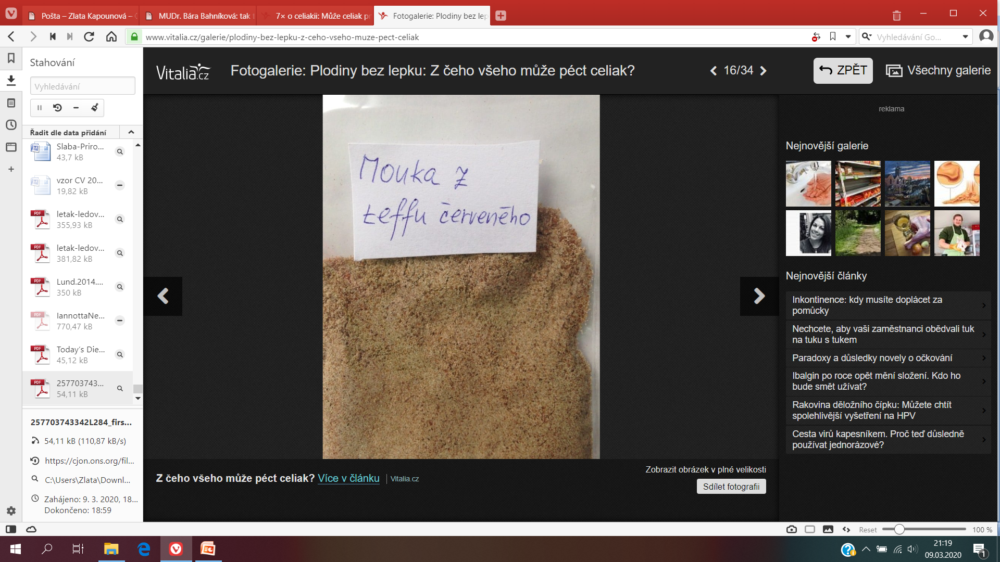 Pošta – Zlata Kapounová –
MUDr. Bára Bahníková: tak
7× o celiakii: Může celiak pr
Fotogalerie: Plodiny bez lep
www.vitalia.cz/galerie/plodiny-bez-lepku-z-ceho-vseho-muze-pect-celiak
Vyhledávání Go...
Stahování
Vyhledávání
Řadit dle data přidání
Slaba-Priro...
43,7 kB
vzor CV 20...
19,82 kB
letak-ledov...
355,93 kB
letak-ledov...
381,82 kB
Lund.2014....
350 kB
IannottaNe...
770,47 kB
Today's Die...
45,12 kB
257703743...
54,11 kB
257703743342L284_firs...
54,11 kB (110,87 kB/s)
https://cjon.ons.org/fil...
C:\Users\Zlata\Downl...
Zahájeno: 9. 3. 2020, 18...
Dokončeno: 18:59
Vitalia.cz
Fotogalerie: Plodiny bez lepku: Z čeho všeho může péct celiak?
16/34
ZPĚT
Všechny galerie
Mouka z
teffu červeného
Z čeho všeho může péct celiak? Více v článku | Vitalia.cz
Zobrazit obrázek v plné velikosti
Sdílet fotografii
reklama
Nejnovější galerie
Nejnovější články
Inkontinence: kdy musíte doplácet za
pomůcky
Nechcete, aby vaši zaměstnanci obědvali tuk
na tuku s tukem
Paradoxy a důsledky novely o očkování
Ibalgin po roce opět mění složení. Kdo ho
bude smět užívat?
Rakovina děložního čípku: Můžete chtít
spolehlivější vyšetření na HPV
Cesta virů kapesníkem. Proč teď důsledně
používat jednorázové?
Reset
100 %
21:19
09.03.2020
1